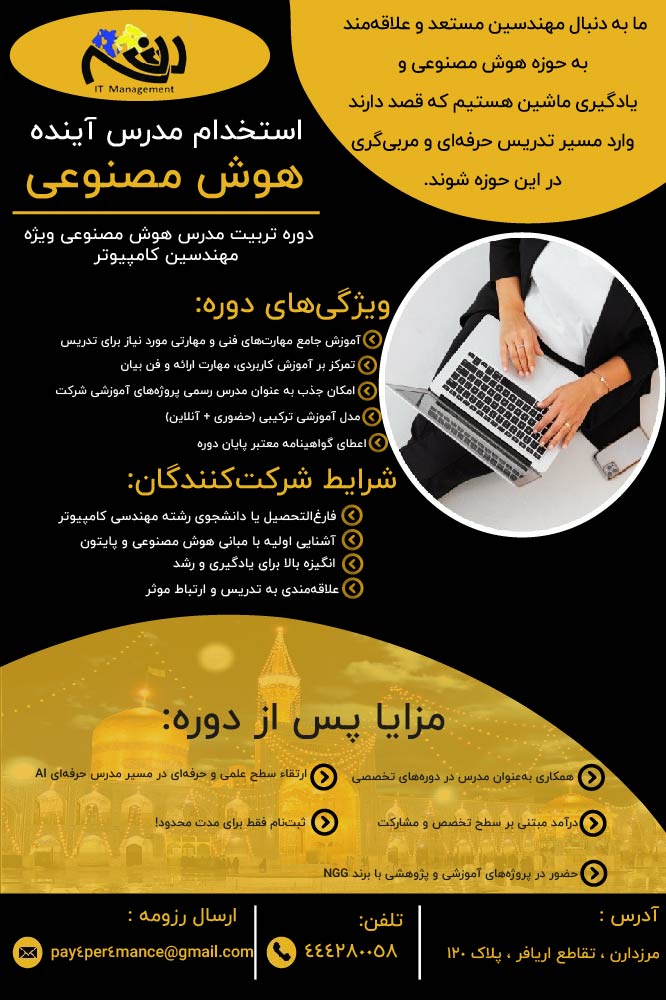 IT Management
ما به دنبال مهندسین مستعد و علاقه‌مند
به حوزه هوش مصنوعی و
یادگیری ماشین هستیم که قصد دارند
وارد مسیر تدریس حرفه‌ای و مربی‌گری
در این حوزه شوند.
استخدام مدرس آینده
هوش مصنوعی
دوره تربیت مدرس هوش مصنوعی ویژه
مهندسین کامپیوتر
ویژگی‌های دوره:
آموزش جامع مهارت‌های فنی و مهارتی مورد نیاز برای تدریس
تمرکز بر آموزش کاربردی، مهارت ارائه و فن بیان
امکان جذب به عنوان مدرس رسمی پروژه‌های آموزشی شرکت
مدل آموزشی ترکیبی (حضوری + آنلاین)
اعطای گواهینامه معتبر پایان دوره
شرایط شرکت‌کنندگان:
فارغ‌التحصیل یا دانشجوی رشته مهندسی کامپیوتر
آشنایی اولیه با مبانی هوش مصنوعی و پایتون
انگیزه بالا برای یادگیری و رشد
علاقه‌مندی به تدریس و ارتباط موثر
مزایا پس از دوره:
همکاری به‌عنوان مدرس در دوره‌های تخصصی
ارتقاء سطح علمی و حرفه‌ای در مسیر مدرس حرفه‌ای AI
درآمد مبتنی بر سطح تخصص و مشارکت
ثبت‌نام فقط برای مدت محدود!
حضور در پروژه‌های آموزشی و پژوهشی با برند NGG
آدرس :
مرزدارن ، تقاطع اریافر ، پلاک ۱۲۰
تلفن:
٤٤٤٢٨٠٠٥٨
ارسال رزومه :
pay٤per٤mance@gmail.com